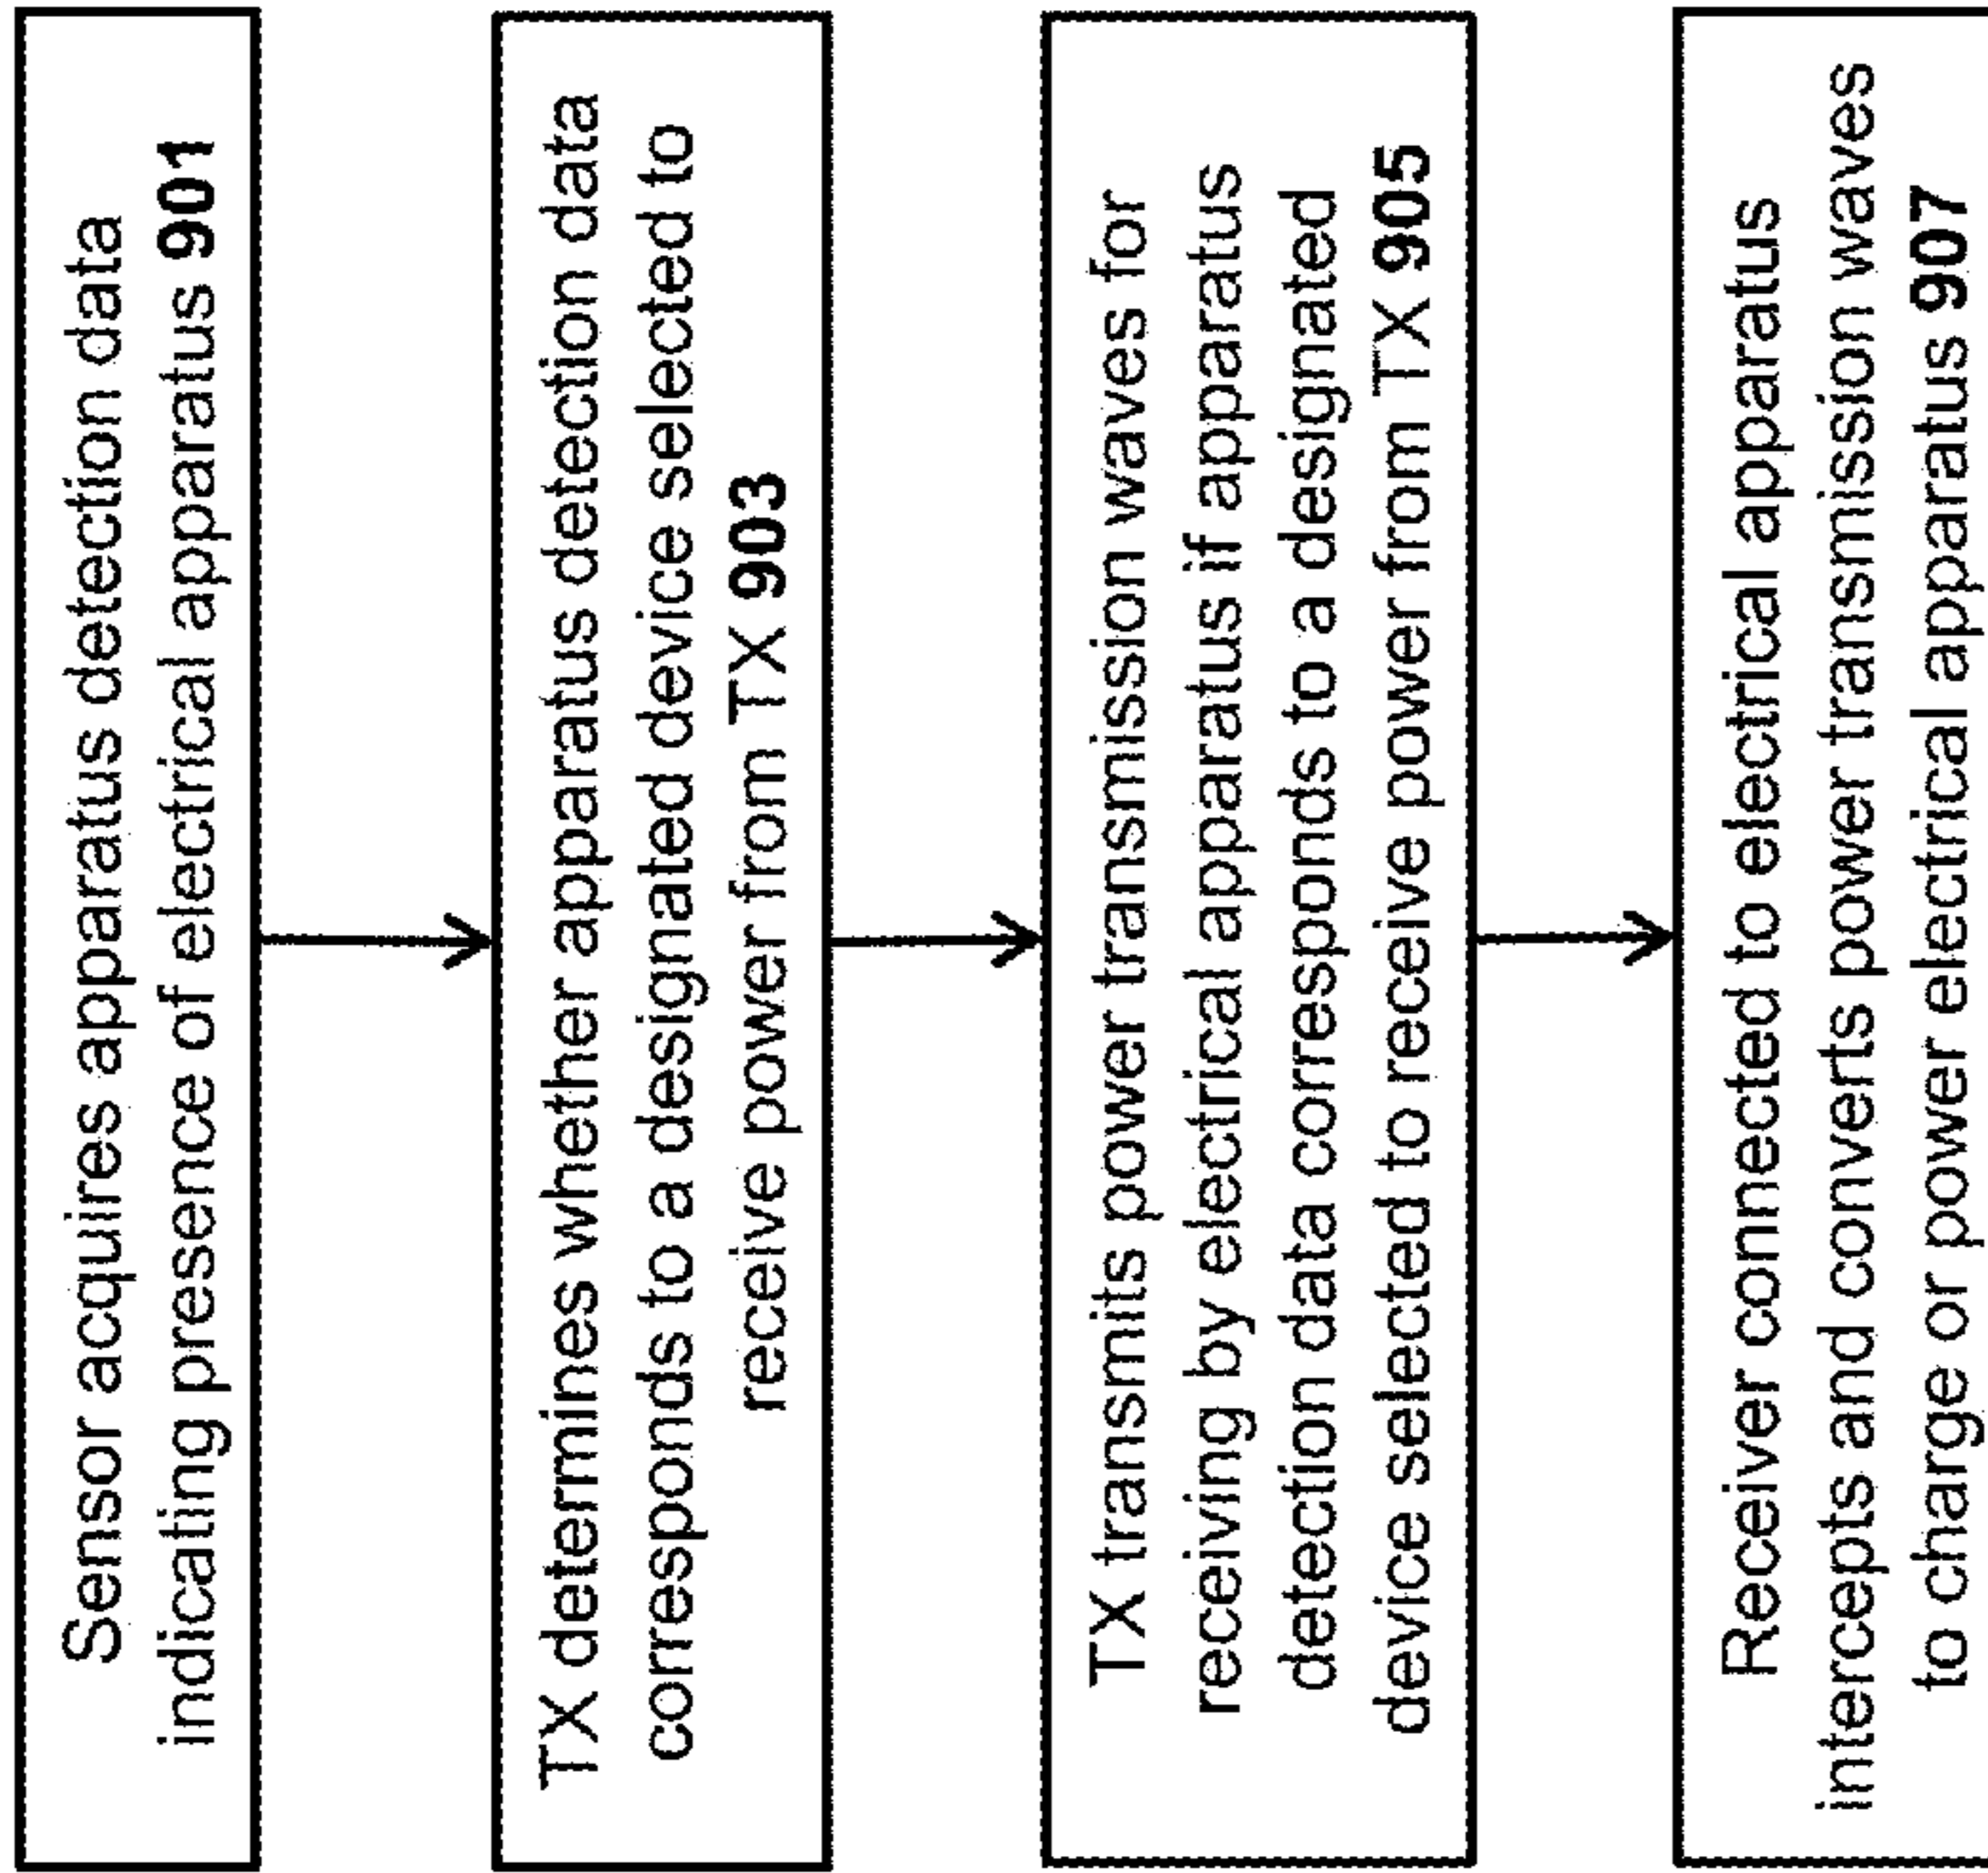 Sensor acquires apparatus detection data
indicating presence of electrical apparatus 901
TX determines whether apparatus detection data
corresponds to a designated device selected to
receive power from TX 903
TX transmits power transmission waves for
receiving by electrical apparatus if apparatus
detection data corresponds to a designated
device selected to receive power from TX 905
Receiver connected to electrical apparatus
intercepts and converts power transmission waves
to charge or power electrical apparatus 907